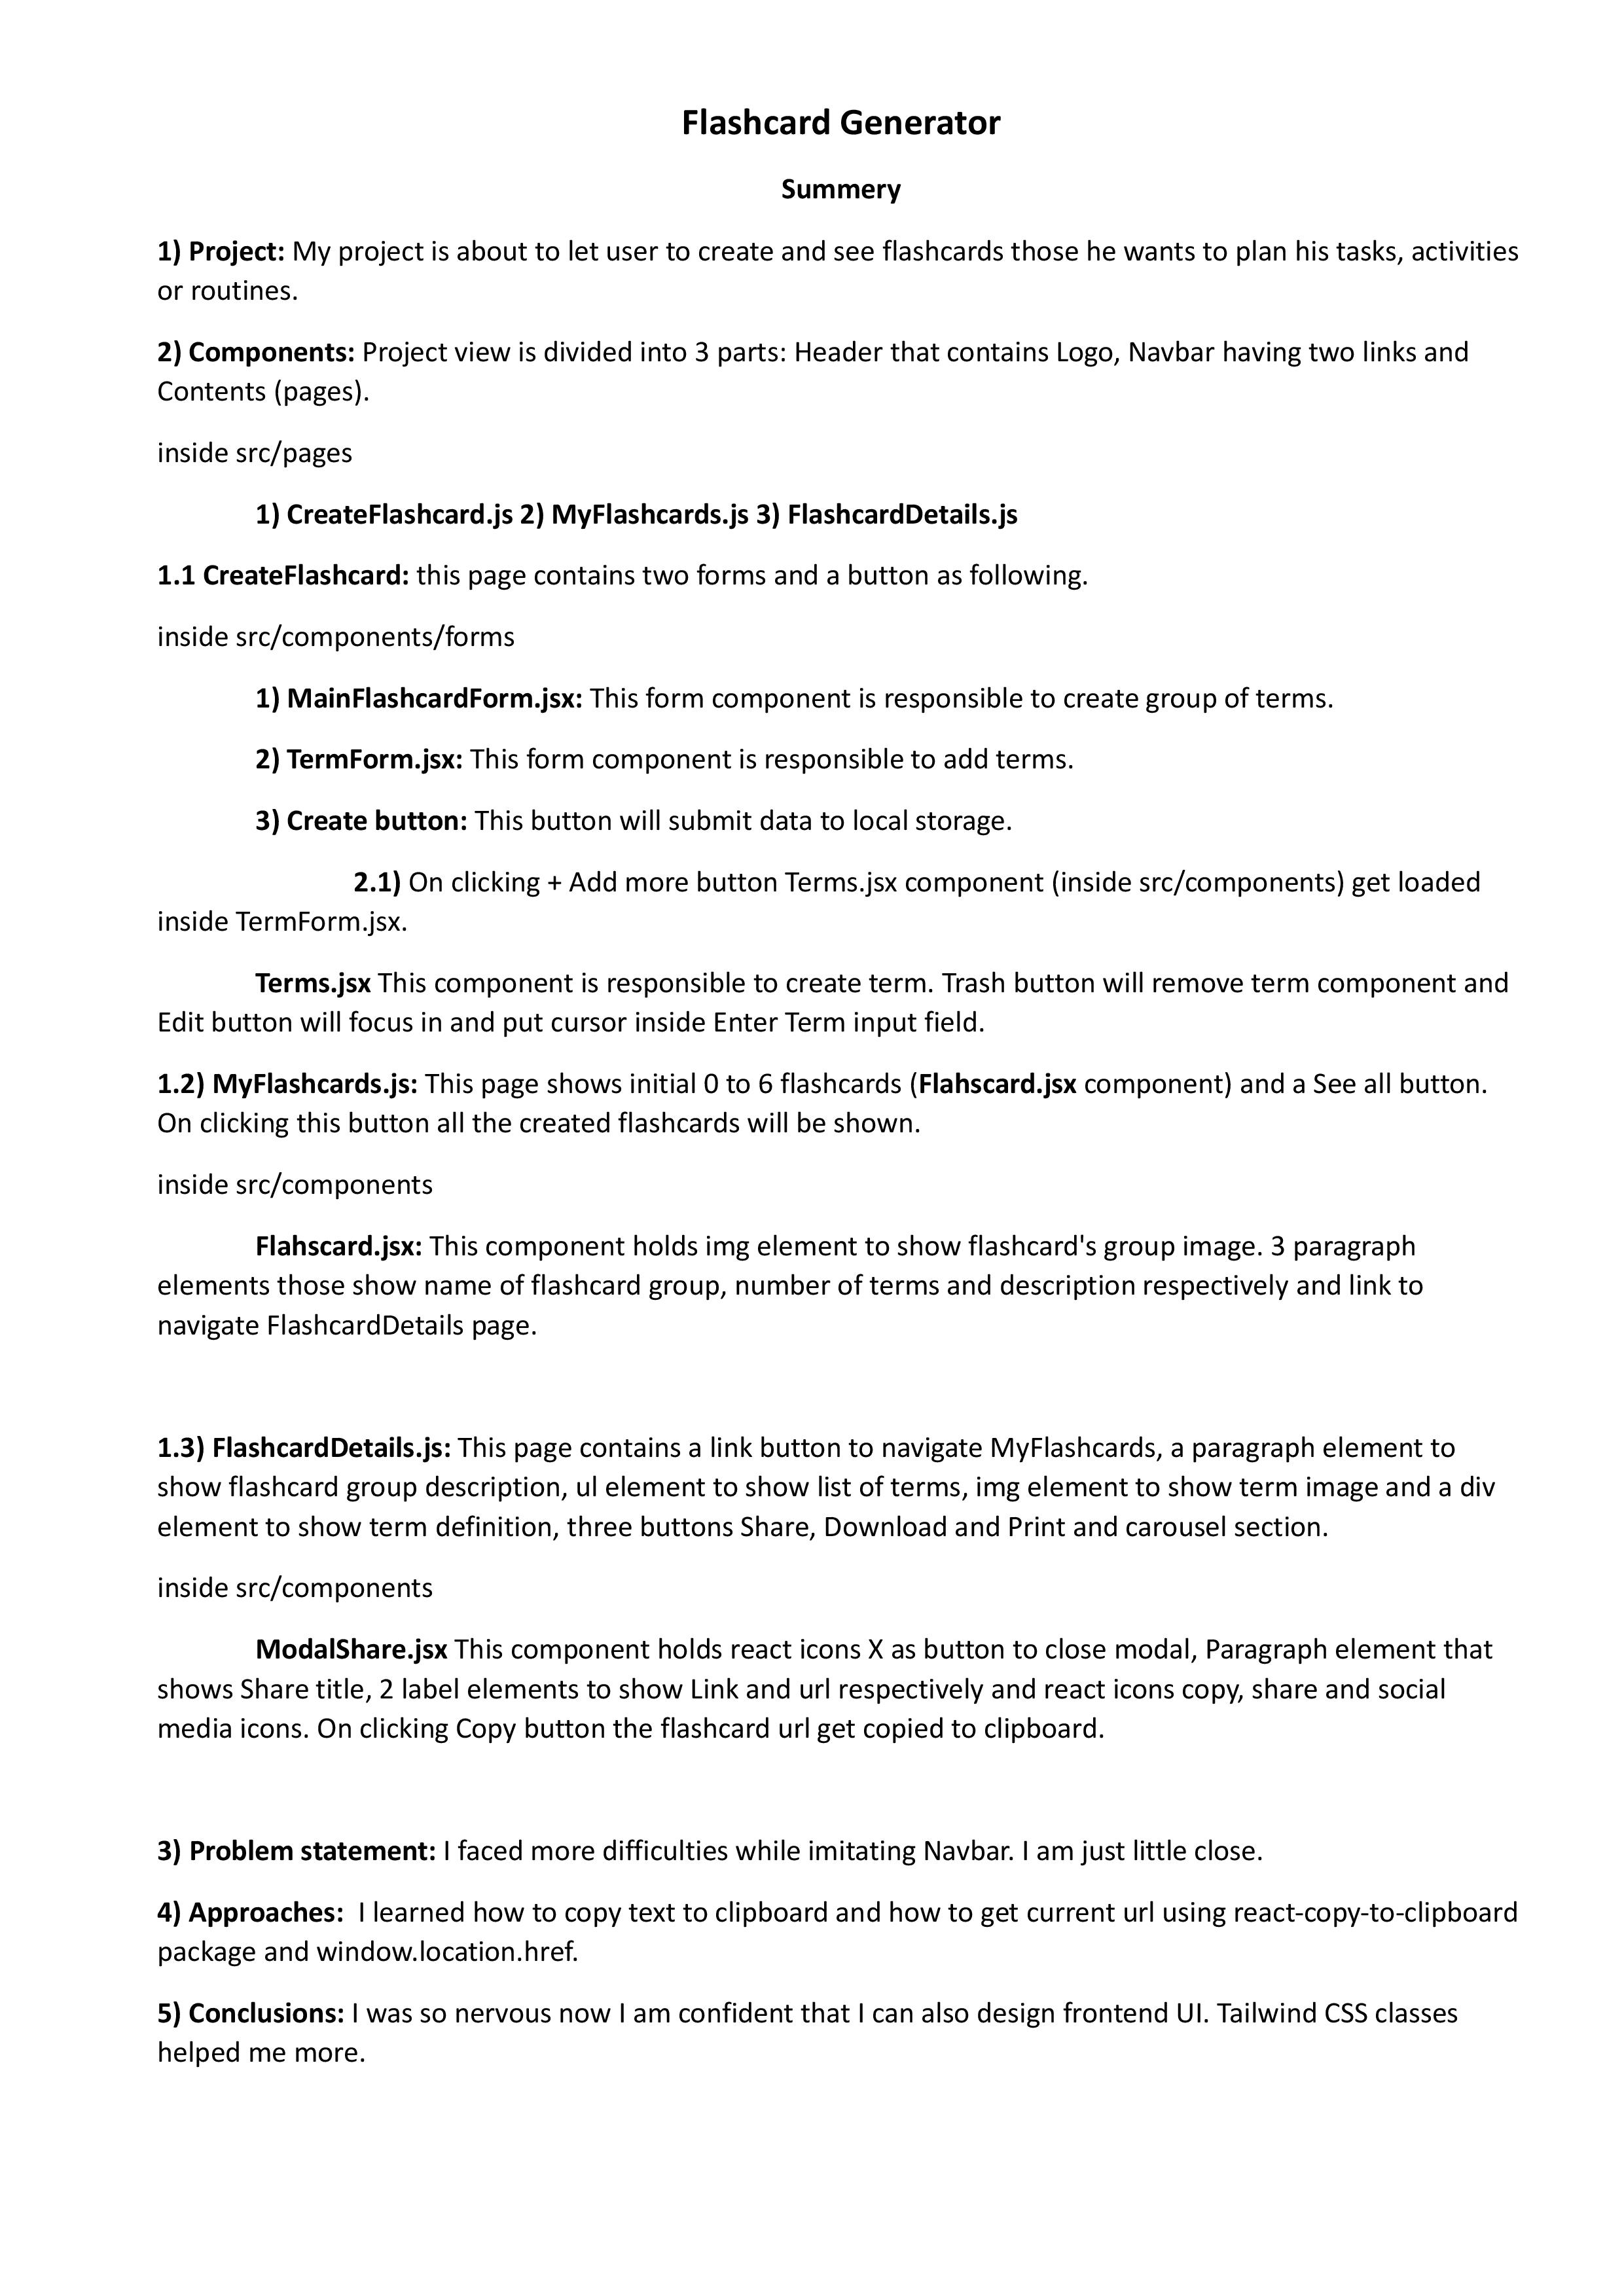 Flashcard Generator
Summery
1) Project: My project is about to let user to create and see flashcards those he wants to plan his tasks, activities
or routines.
2) Components: Project view is divided into 3 parts: Header that contains Logo, Navbar having two links and
Contents (pages).
inside src/pages
1) CreateFlashcard.js 2) MyFlashcards.js 3) FlashcardDetails.js
1.1 CreateFlashcard: this page contains two forms and a button as following.
inside src/components/forms
1) MainFlashcardForm.jsx: This form component is responsible to create group of terms.
2) TermForm.jsx: This form component is responsible to add terms.
3) Create button: This button will submit data to local storage.
2.1) On clicking + Add more button Terms.jsx component (inside src/components) get loaded
inside TermForm.jsx.
Terms.jsx This component is responsible to create term. Trash button will remove term component and
Edit button will focus in and put cursor inside Enter Term input field.
1.2) MyFlashcards.js: This page shows initial 0 to 6 flashcards (Flahscard.jsx component) and a See all button.
On clicking this button all the created flashcards will be shown.
inside src/components
Flahscard.jsx: This component holds img element to show flashcard's group image. 3 paragraph
elements those show name of flashcard group, number of terms and description respectively and link to
navigate FlashcardDetails page.
1.3) FlashcardDetails.js: This page contains a link button to navigate MyFlashcards, a paragraph element to
show flashcard group description, ul element to show list of terms, img element to show term image and a div
element to show term definition, three buttons Share, Download and Print and carousel section.
inside src/components
ModalShare.jsx This component holds react icons X as button to close modal, Paragraph element that
shows Share title, 2 label elements to show Link and url respectively and react icons copy, share and social
media icons. On clicking Copy button the flashcard url get copied to clipboard.
3) Problem statement: I faced more difficulties while imitating Navbar. I am just little close.
4) Approaches:  I learned how to copy text to clipboard and how to get current url using react-copy-to-clipboard
package and window.location.href.
5) Conclusions: I was so nervous now I am confident that I can also design frontend UI. Tailwind CSS classes
helped me more.